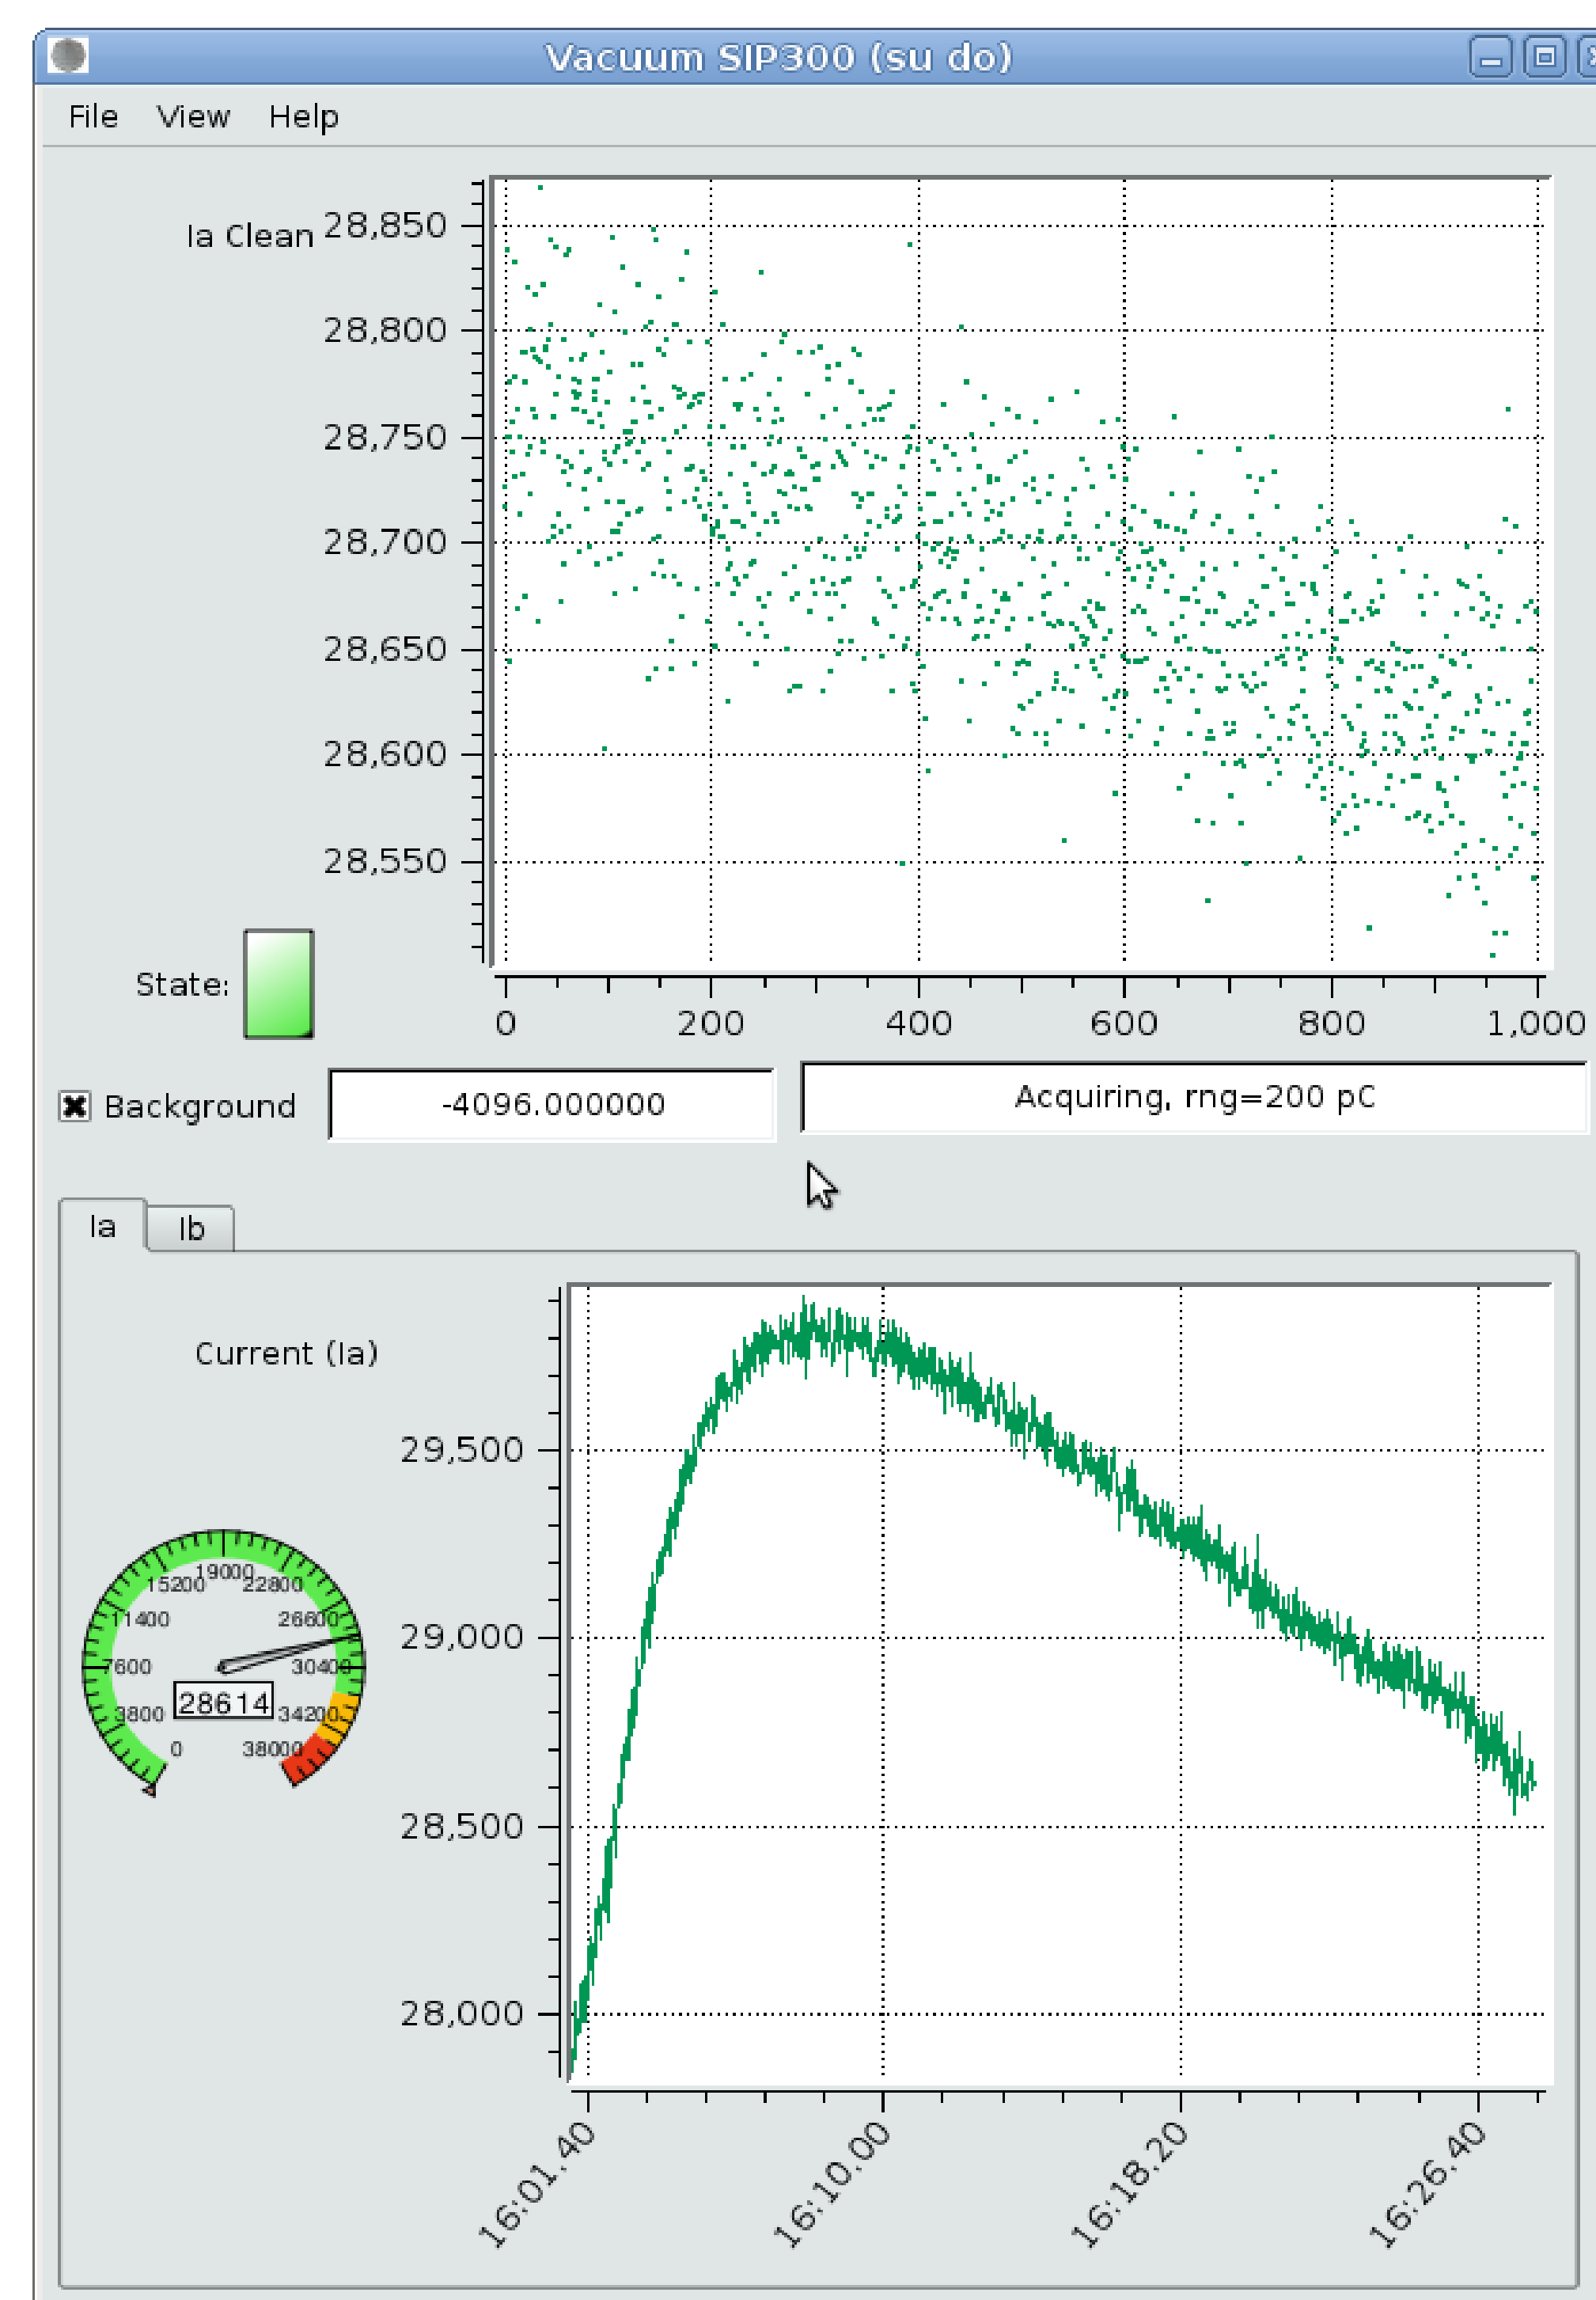 Vacuum SIP300 (su do)
File View Help
Ia Clean
28,850
28,800
28,750
28,700
28,650
28,600
28,550
0 200 400 600 800 1,000
State:
Background -4096.000000 Acquiring, rng=200 pC
Ia Ib
Current (Ia)
29,500
29,000
28,500
28,000
0
3800
7600
11400
15200
19000
22800
26600
30400
34200
38000
28614
16:01.40 16:10.00 16:18.20 16:26.40